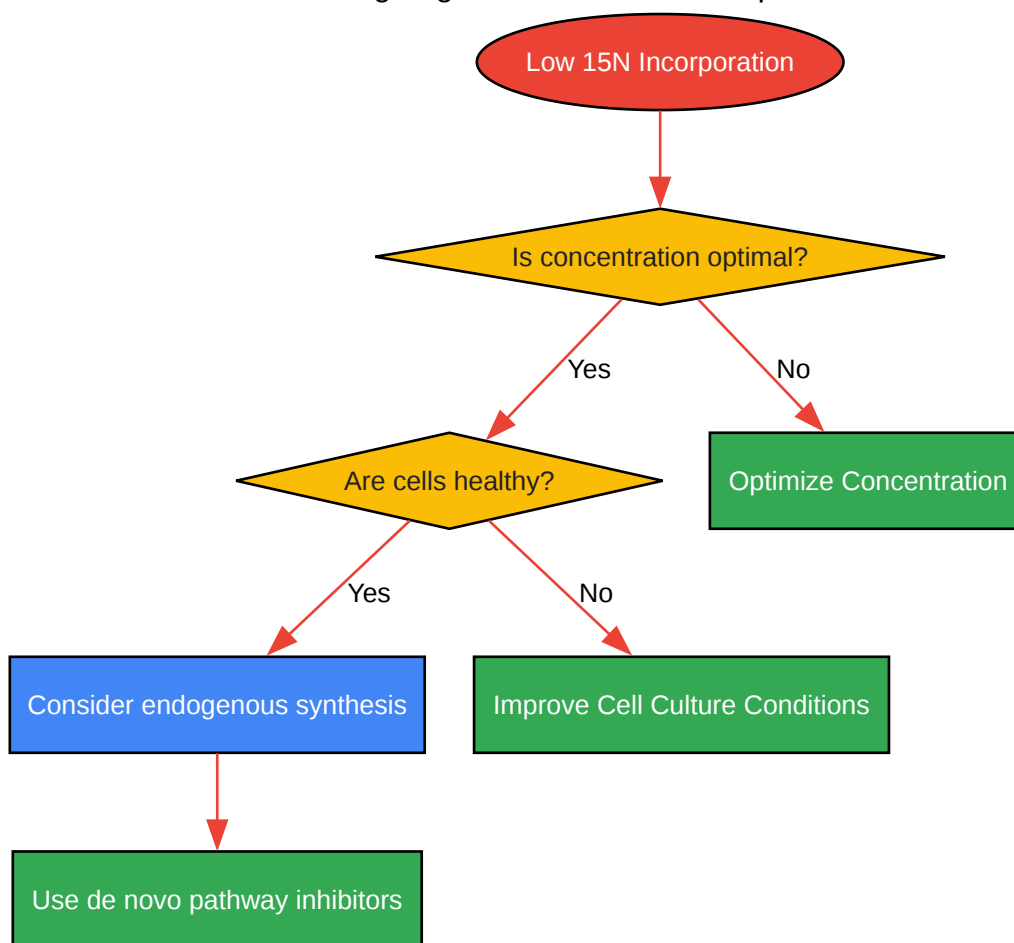 Low 15N Incorporation
Is concentration optimal?
Yes
No
Are cells healthy?
Optimize Concentration
Yes
No
Consider endogenous synthesis
Improve Cell Culture Conditions
Use de novo pathway inhibitors